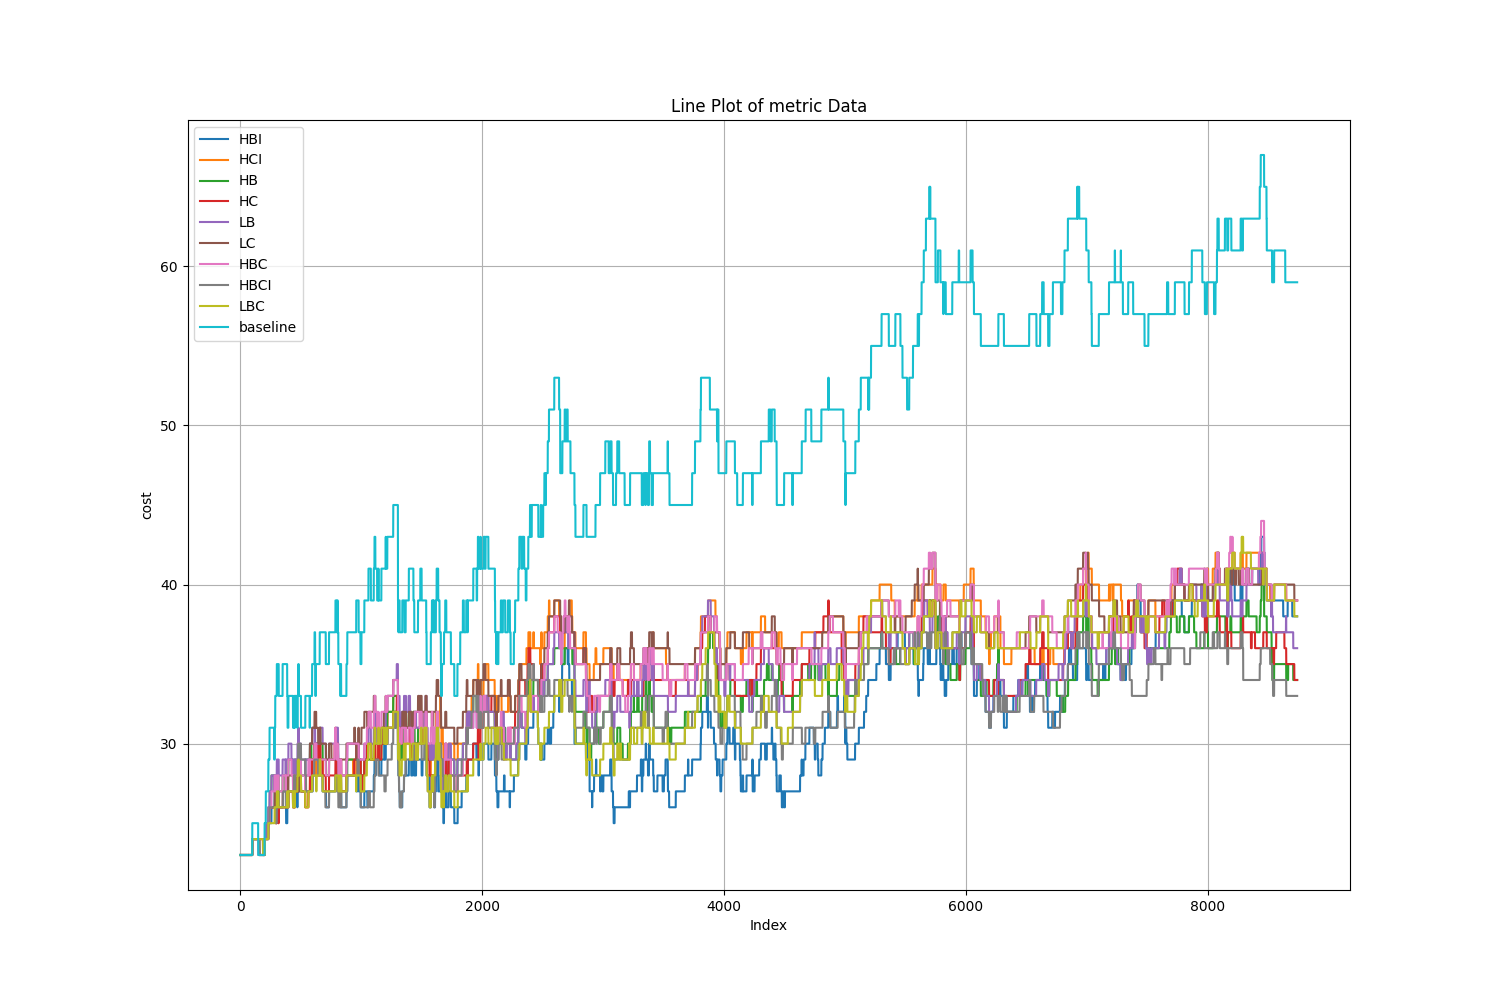 Line Plot of metric Data
HBI
HCI
HB
HC
LB
LC
HBC
HBCI
LBC
baseline
60
50
40
30
cost
0 2000 4000 6000 8000
Index